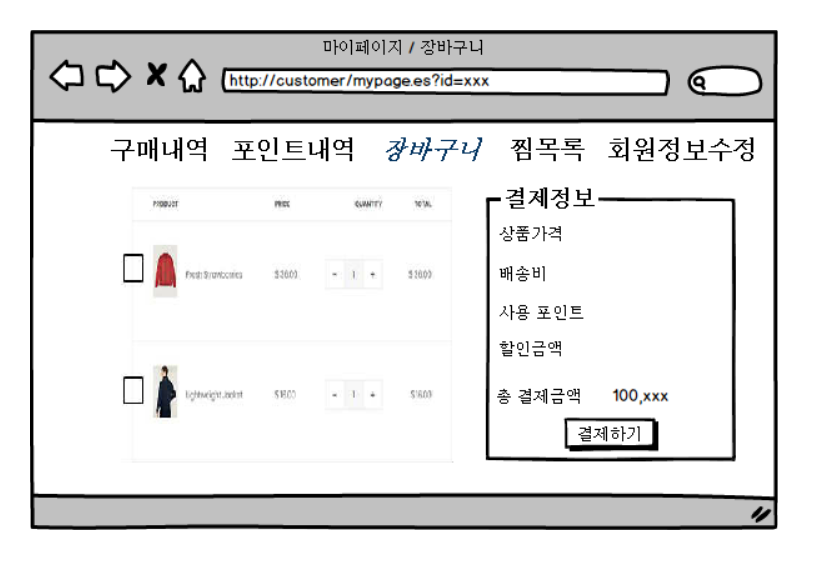 마이페이지 / 장바구니
http://customer/mypage.es?id=xxx
구매내역 포인트내역 장바구니 찜목록 회원정보수정
PRODUCT PRICE QUANTITY TOTAL
Fresh Strawberries $ 36.00 - 1 + $ 36.00
Lightweight Jacket $ 16.00 - 1 + $ 16.00
결제정보
상품가격
배송비
사용 포인트
할인금액
총 결제금액 100,xxx
결제하기